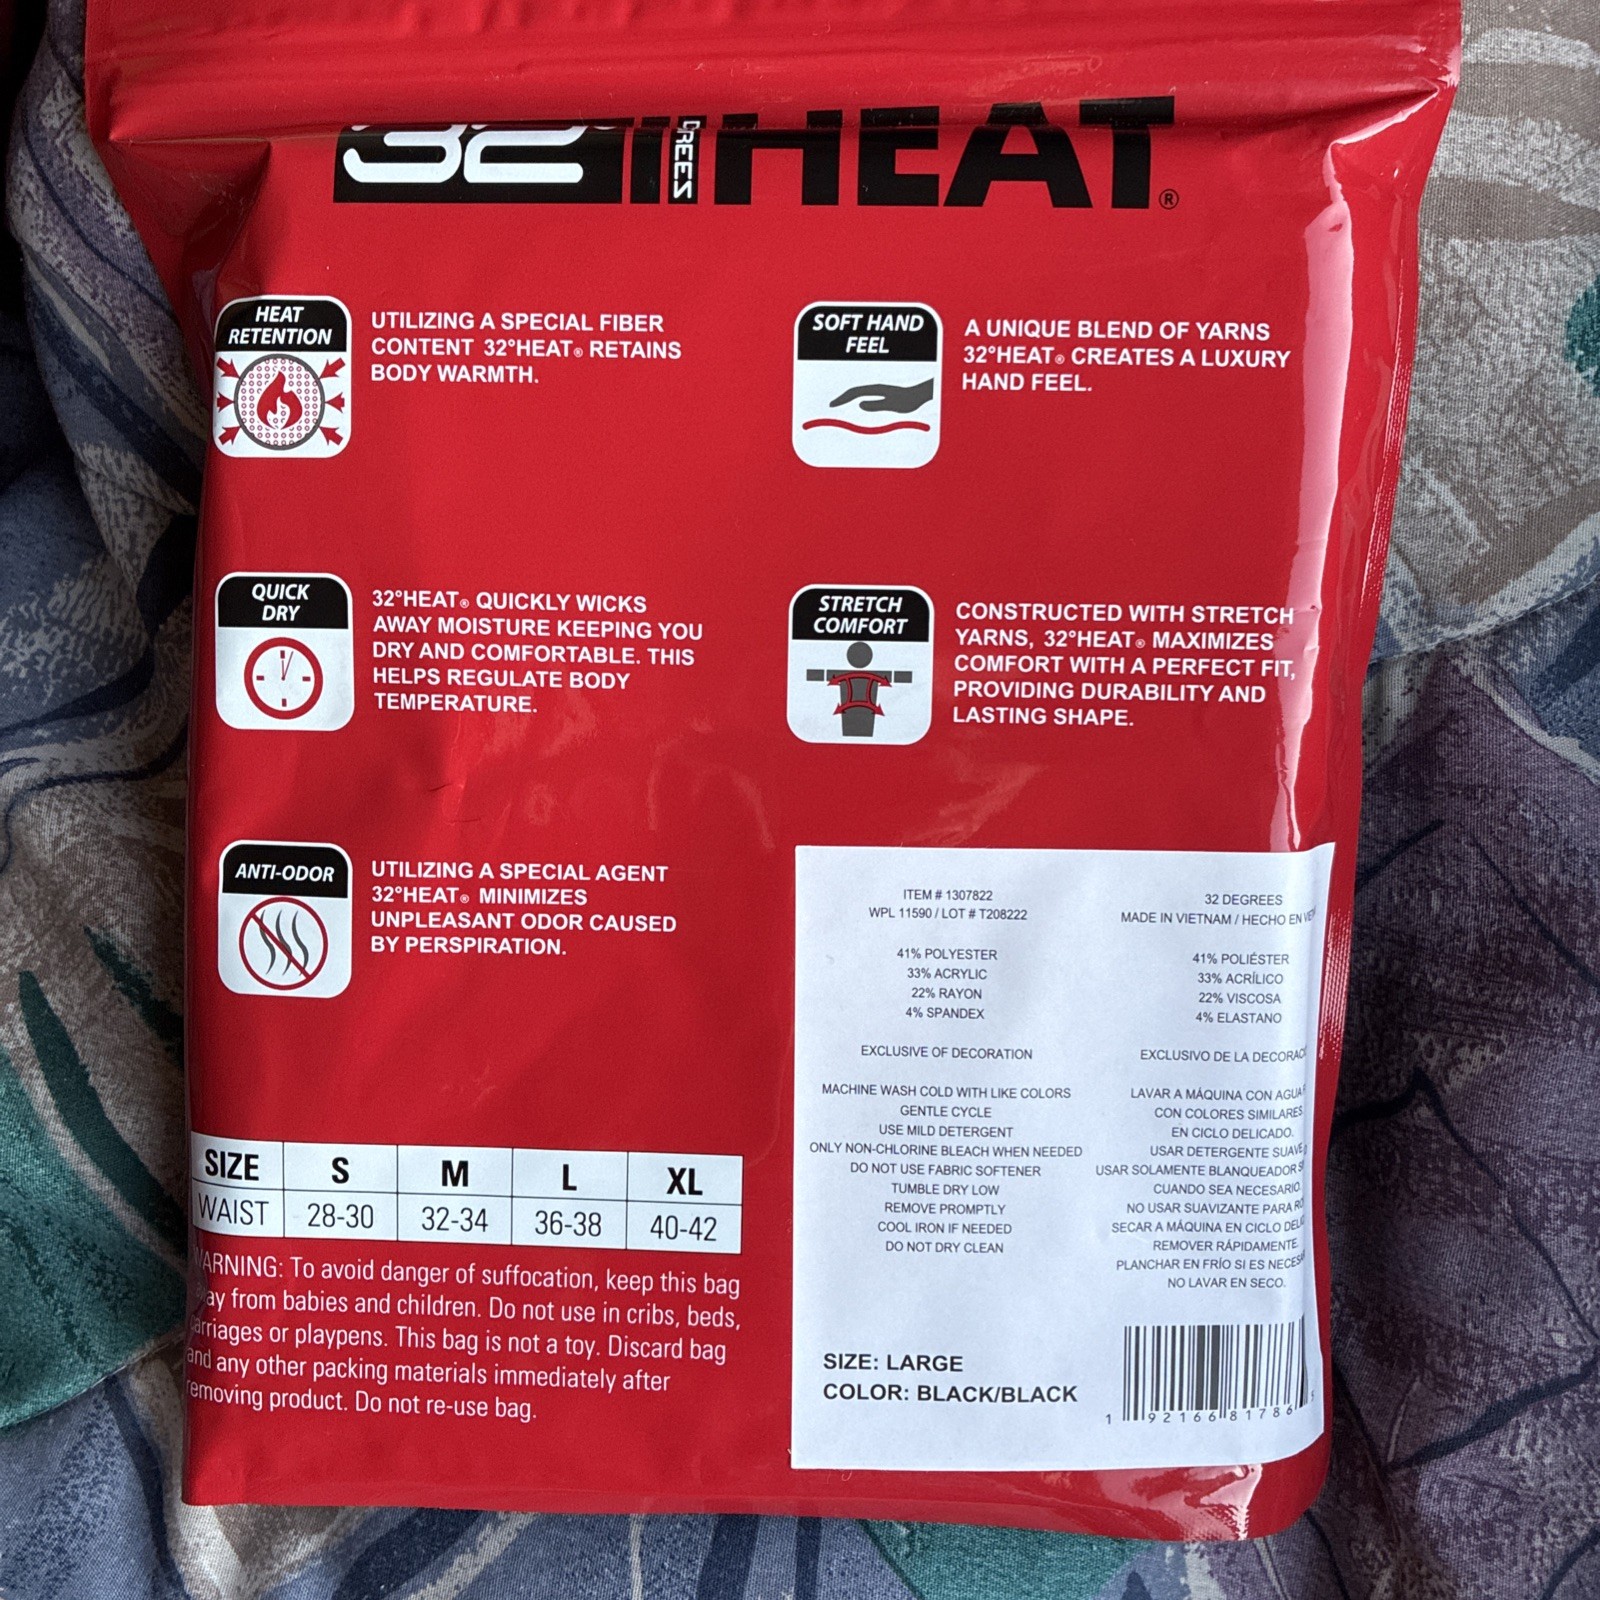 32° DEGREES HEAT®
HEAT
RETENTION
UTILIZING A SPECIAL FIBER
CONTENT 32°HEAT® RETAINS
BODY WARMTH.
SOFT HAND
FEEL
A UNIQUE BLEND OF YARNS
32°HEAT® CREATES A LUXURY
HAND FEEL.
QUICK
DRY
32°HEAT® QUICKLY WICKS
AWAY MOISTURE KEEPING YOU
DRY AND COMFORTABLE. THIS
HELPS REGULATE BODY
TEMPERATURE.
STRETCH
COMFORT
CONSTRUCTED WITH STRETCH
YARNS, 32°HEAT® MAXIMIZES
COMFORT WITH A PERFECT FIT,
PROVIDING DURABILITY AND
LASTING SHAPE.
ANTI-ODOR
UTILIZING A SPECIAL AGENT
32°HEAT® MINIMIZES
UNPLEASANT ODOR CAUSED
BY PERSPIRATION.
SIZE S M L XL
WAIST 28-30 32-34 36-38 40-42
WARNING: To avoid danger of suffocation, keep this bag
away from babies and children. Do not use in cribs, beds,
carriages or playpens. This bag is not a toy. Discard bag
and any other packing materials immediately after
removing product. Do not re-use bag.
ITEM # 1307822
WPL 11590 / LOT # T208222
41% POLYESTER
33% ACRYLIC
22% RAYON
4% SPANDEX
EXCLUSIVE OF DECORATION
MACHINE WASH COLD WITH LIKE COLORS
GENTLE CYCLE
USE MILD DETERGENT
ONLY NON-CHLORINE BLEACH WHEN NEEDED
DO NOT USE FABRIC SOFTENER
TUMBLE DRY LOW
REMOVE PROMPTLY
COOL IRON IF NEEDED
DO NOT DRY CLEAN
32 DEGREES
MADE IN VIETNAM / HECHO EN
41% POLIÉSTER
33% ACRÍLICO
22% VISCOSA
4% ELASTANO
EXCLUSIVO DE LA
LAVAR A MÁQUINA CON AGUA
CON COLORES SIMILARES
EN CICLO DELICADO.
USAR DETERGENTE SUAVE
USAR SOLAMENTE BLANQUEADOR
CUANDO SEA NECESARIO.
NO USAR SUAVIZANTE PARA
SECAR A MÁQUINA EN CICLO
REMOVER RÁPIDAMENTE.
PLANCHAR EN FRÍO SI ES
NO LAVAR EN SECO.
SIZE: LARGE
COLOR: BLACK/BLACK
1 92166 81786 5